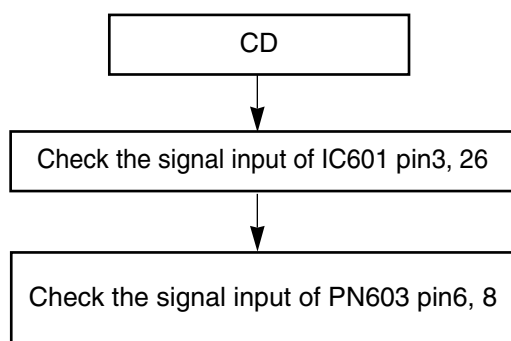 CD
Check the signal input of IC601 pin3, 26
Check the signal input of PN603 pin6, 8